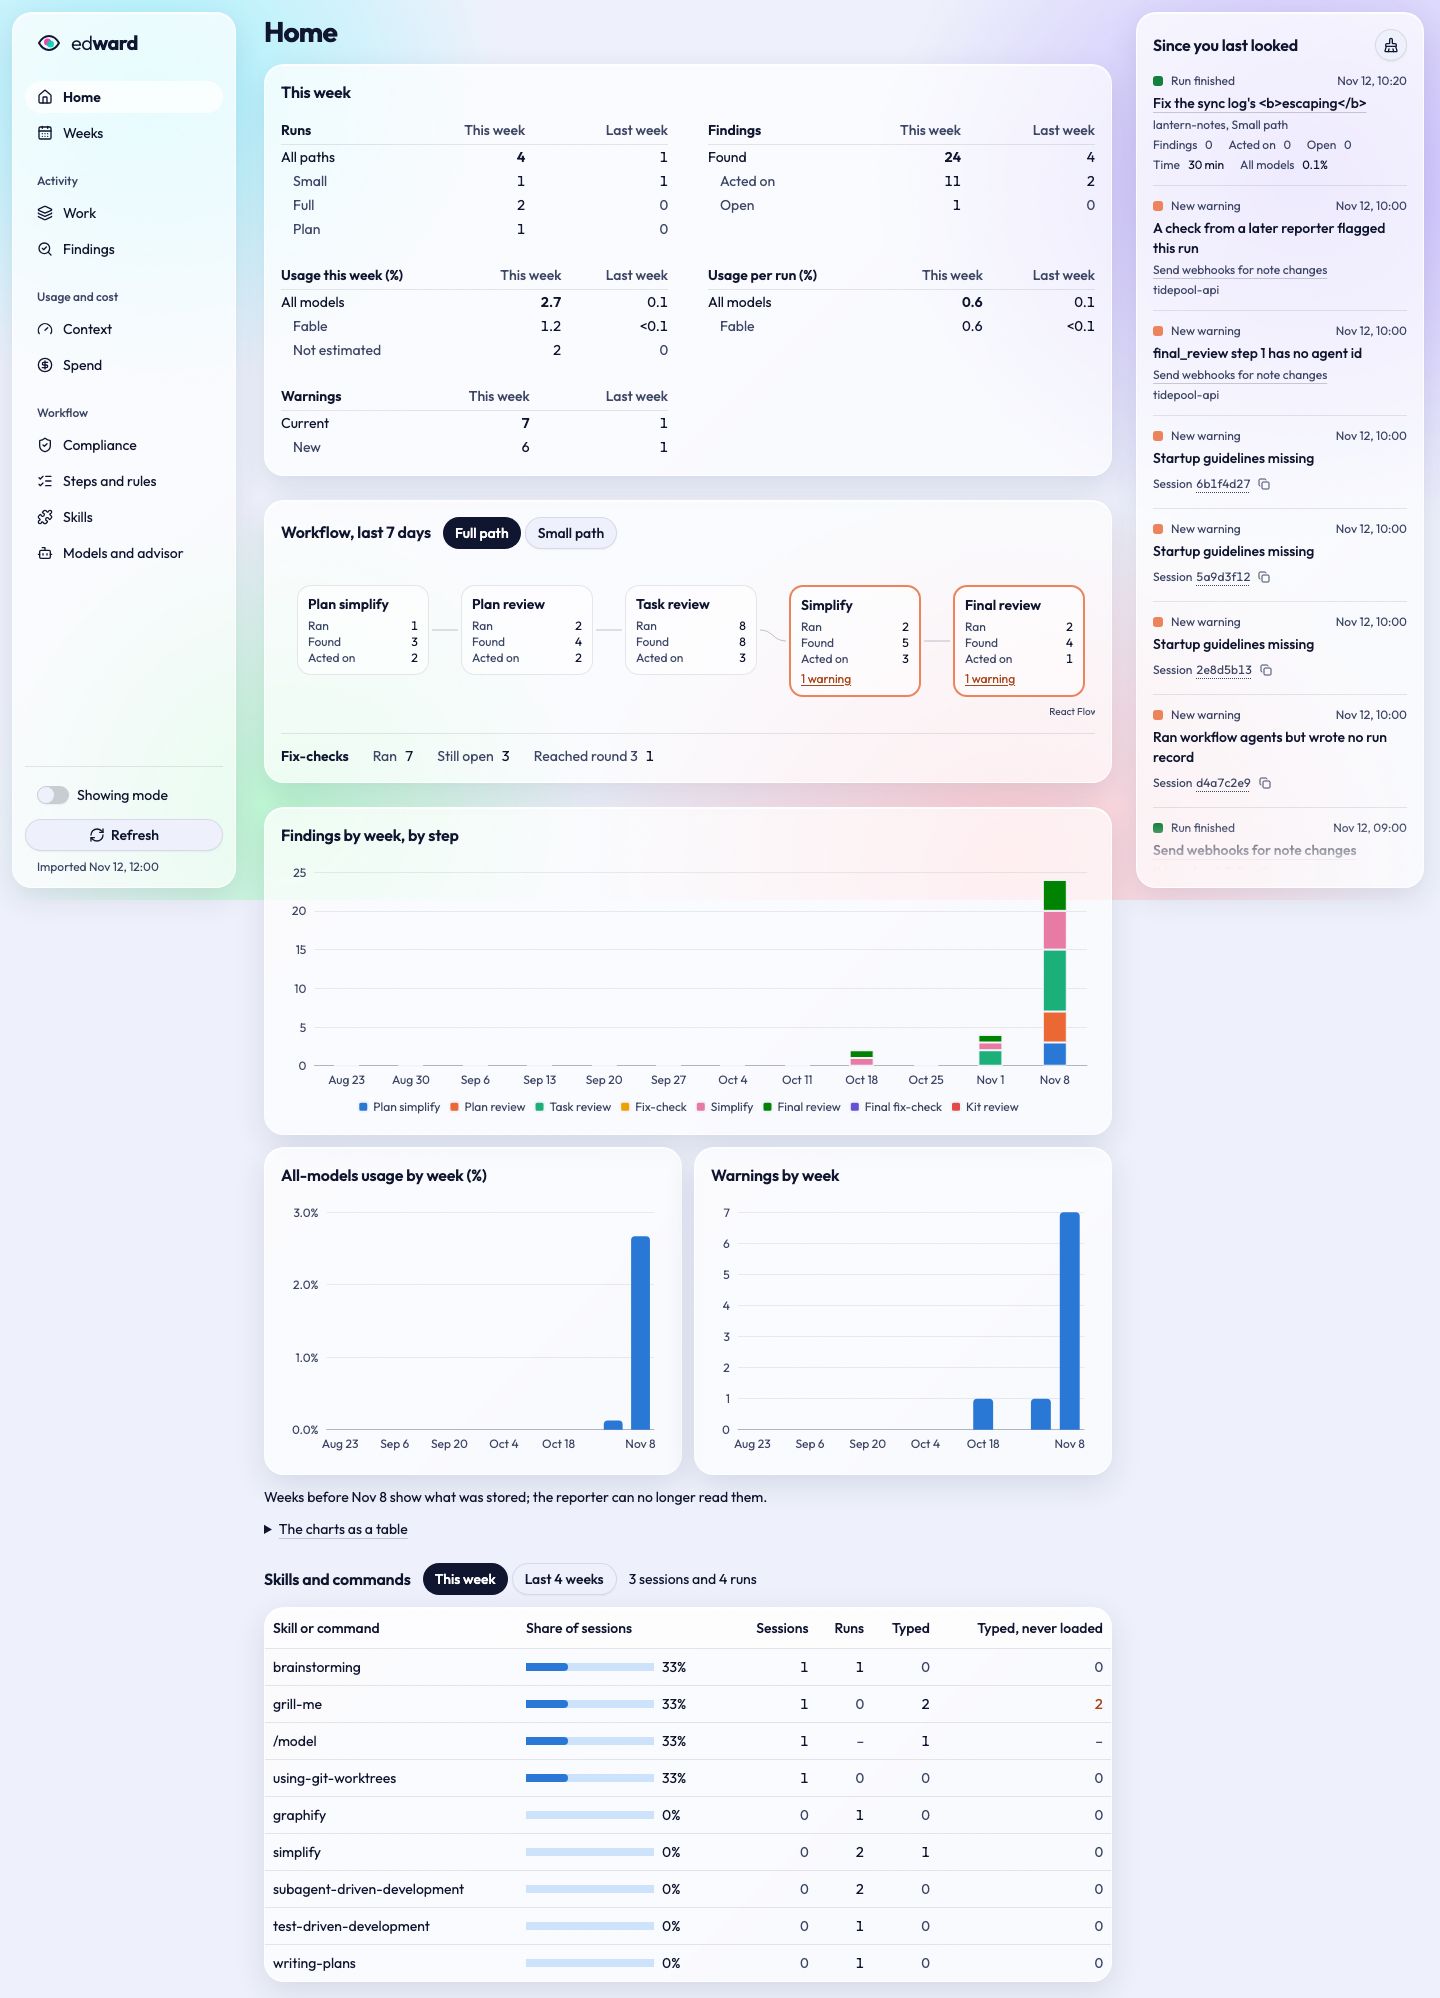 edward
Home
Weeks
Activity
Work
Findings
Usage and cost
Context
Spend
Workflow
Compliance
Steps and rules
Skills
Models and advisor
Showing mode
Refresh
Imported Nov 12, 12:00
Home
This week
Runs This week Last week
All paths 4 1
Small 1 1
Full 2 0
Plan 1 0
Findings This week Last week
Found 24 4
Acted on 11 2
Open 1 0
Usage this week (%) This week Last week
All models 2.7 0.1
Fable 1.2 <0.1
Not estimated 2 0
Usage per run (%) This week Last week
All models 0.6 0.1
Fable 0.6 <0.1
Warnings This week Last week
Current 7 1
New 6 1
Workflow, last 7 days Full path Small path
Plan simplify
Ran 1
Found 3
Acted on 2
Plan review
Ran 2
Found 4
Acted on 2
Task review
Ran 8
Found 8
Acted on 3
Simplify
Ran 2
Found 5
Acted on 3
1 warning
Final review
Ran 2
Found 4
Acted on 1
1 warning
React Flow
Fix-checks Ran 7 Still open 3 Reached round 3 1
Findings by week, by step
25
20
15
10
5
0
Aug 23 Aug 30 Sep 6 Sep 13 Sep 20 Sep 27 Oct 4 Oct 11 Oct 18 Oct 25 Nov 1 Nov 8
Plan simplify Plan review Task review Fix-check Simplify Final review Final fix-check Kit review
All-models usage by week (%)
3.0%
2.0%
1.0%
0.0%
Aug 23 Sep 6 Sep 20 Oct 4 Oct 18 Nov 8
Warnings by week
7
6
5
4
3
2
1
0
Aug 23 Sep 6 Sep 20 Oct 4 Oct 18 Nov 8
Weeks before Nov 8 show what was stored; the reporter can no longer read them.
The charts as a table
Skills and commands This week Last 4 weeks 3 sessions and 4 runs
Skill or command Share of sessions Sessions Runs Typed Typed, never loaded
brainstorming 33% 1 1 0 0
grill-me 33% 1 0 2 2
/model 33% 1 – 1 –
using-git-worktrees 33% 1 0 0 0
graphify 0% 0 1 0 0
simplify 0% 0 2 1 0
subagent-driven-development 0% 0 2 0 0
test-driven-development 0% 0 1 0 0
writing-plans 0% 0 1 0 0
Since you last looked
Run finished Nov 12, 10:20
Fix the sync log's <b>escaping</b>
lantern-notes, Small path
Findings 0 Acted on 0 Open 0
Time 30 min All models 0.1%
New warning Nov 12, 10:00
A check from a later reporter flagged
this run
Send webhooks for note changes
tidepool-api
New warning Nov 12, 10:00
final_review step 1 has no agent id
Send webhooks for note changes
tidepool-api
New warning Nov 12, 10:00
Startup guidelines missing
Session 6b1f4d27
New warning Nov 12, 10:00
Startup guidelines missing
Session 5a9d3f12
New warning Nov 12, 10:00
Startup guidelines missing
Session 2e8d5b13
New warning Nov 12, 10:00
Ran workflow agents but wrote no run
record
Session d4a7c2e9
Run finished Nov 12, 09:00
Send webhooks for note changes